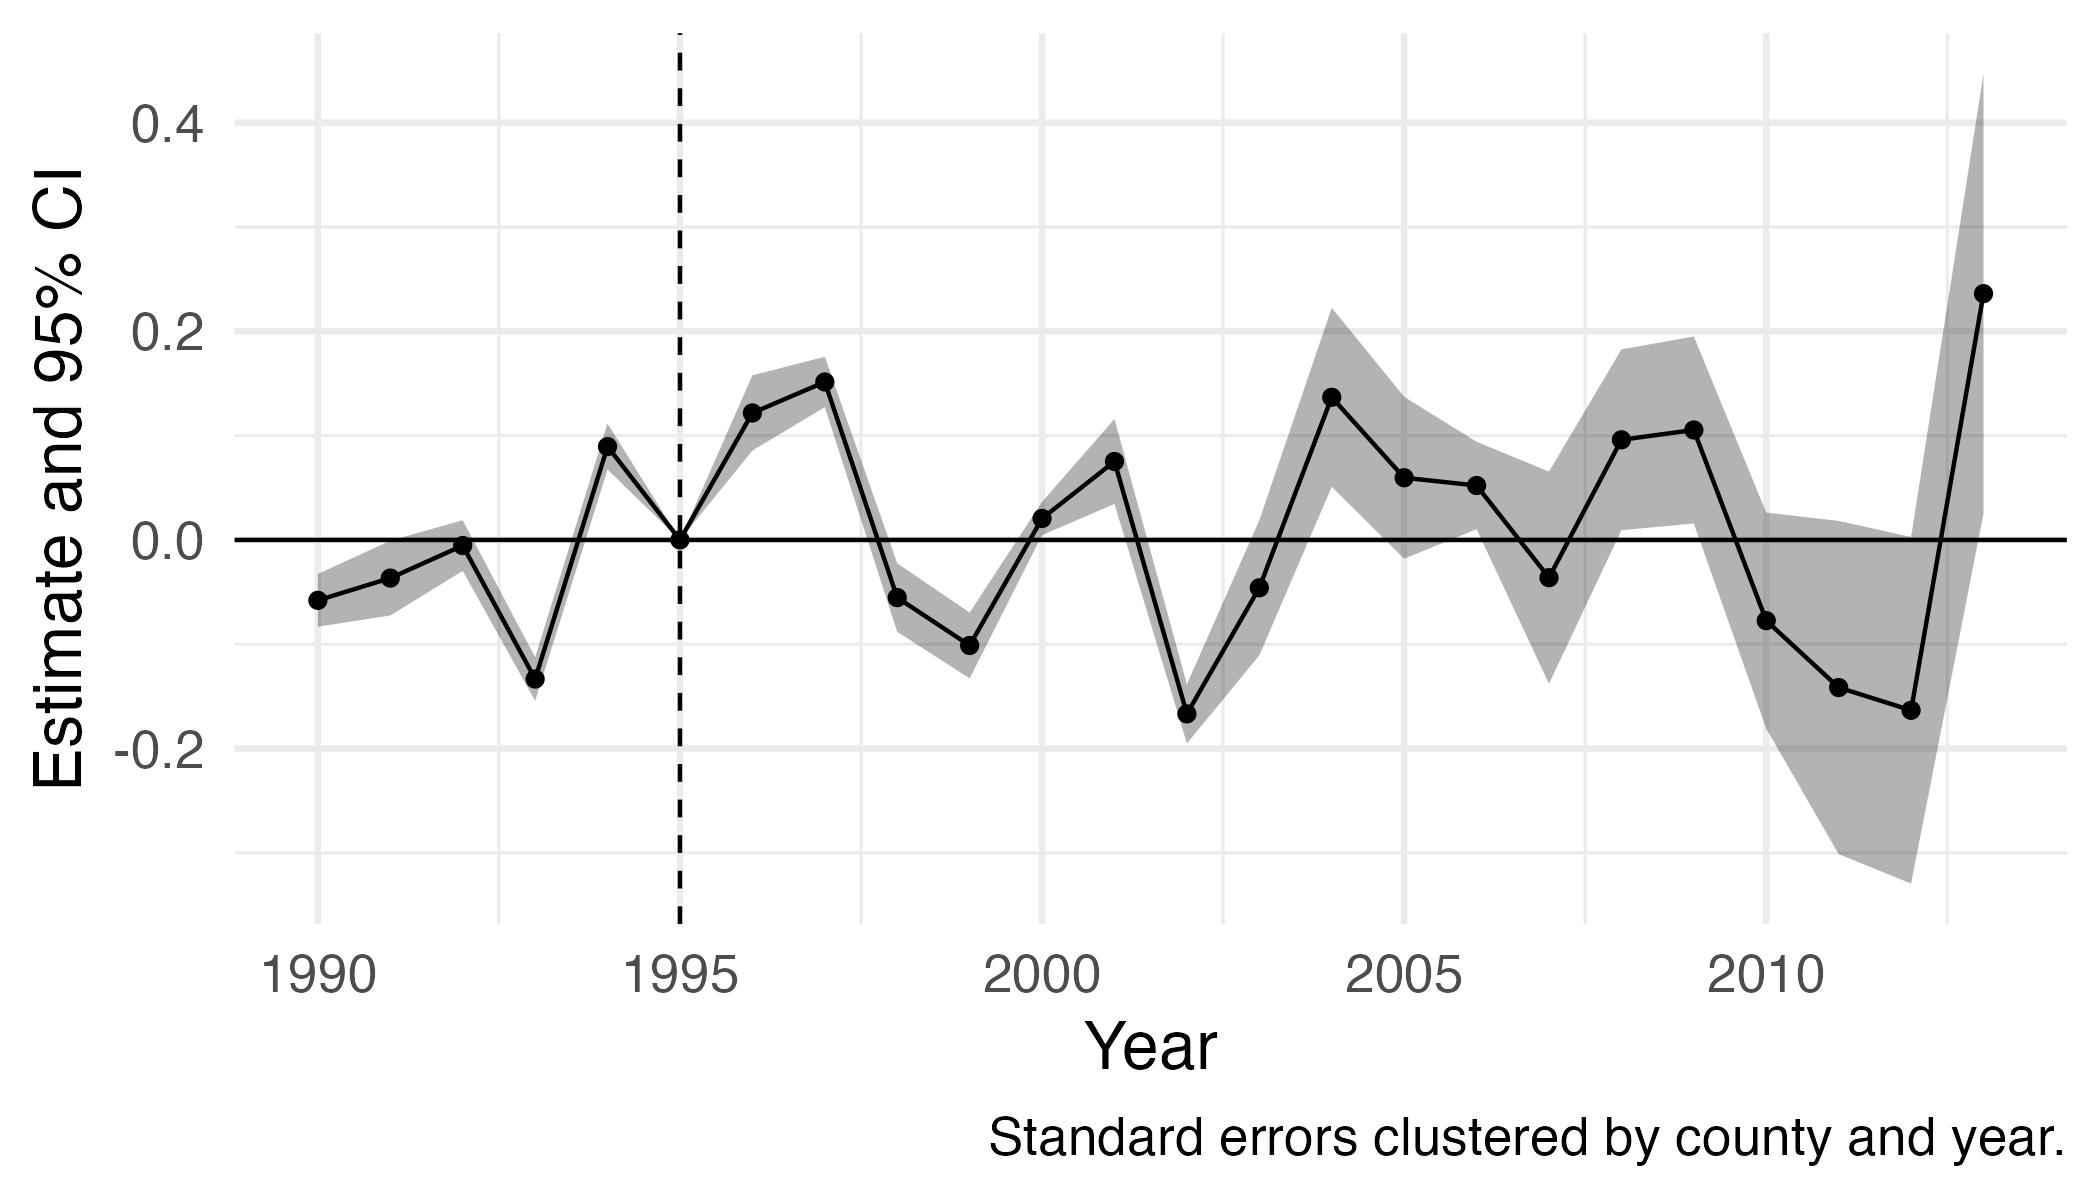 Estimate and 95% CI
0.4
0.2
0.0
-0.2
1990 1995 2000 2005 2010
Year
Standard errors clustered by county and year.